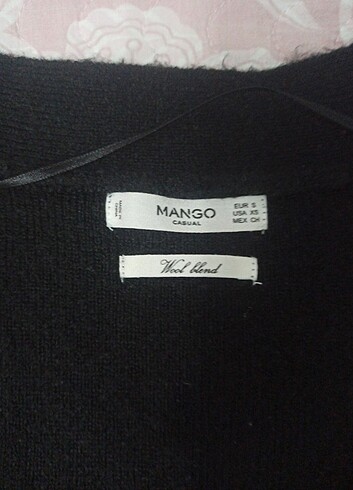 MANGO
CASUAL
EUR S
USA XS
MEX CH
Wool blend